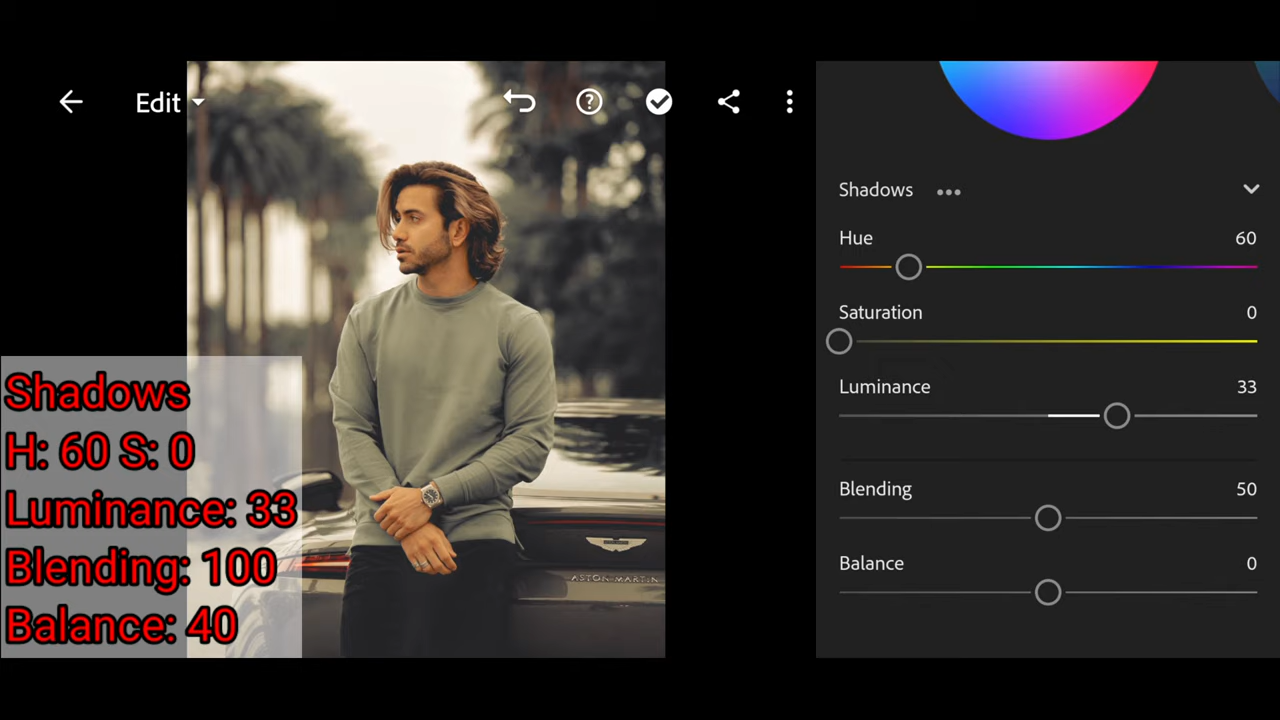 Edit
Shadows
H: 60 S: 0
Luminance: 33
Blending: 100
Balance: 40
ASTON MARTIN
Shadows
Hue 60
Saturation 0
Luminance 33
Blending 50
Balance 0